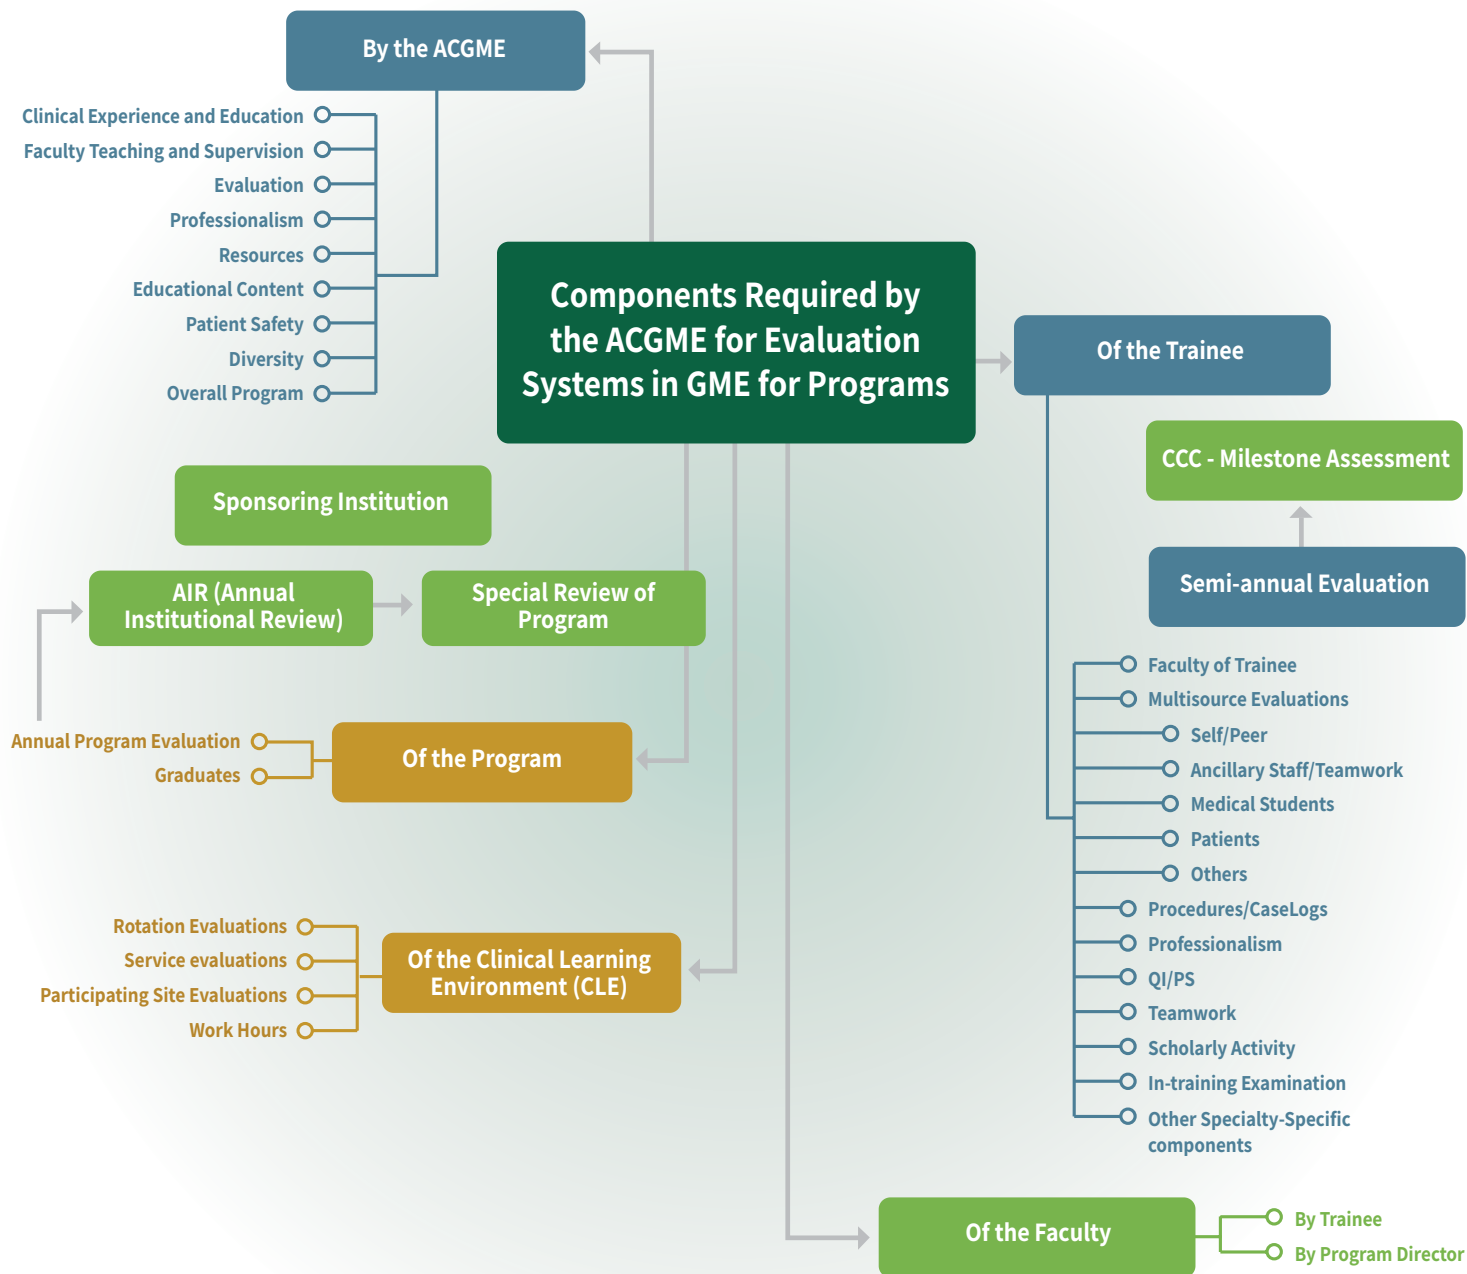 By the ACGME
Clinical Experience and Education
Faculty Teaching and Supervision
Evaluation
Professionalism
Resources
Educational Content
Patient Safety
Diversity
Overall Program
Components Required by
the ACGME for Evaluation
Systems in GME for Programs
Of the Trainee
CCC - Milestone Assessment
Semi-annual Evaluation
Faculty of Trainee
Multisource Evaluations
Self/Peer
Ancillary Staff/Teamwork
Medical Students
Patients
Others
Procedures/CaseLogs
Professionalism
QI/PS
Teamwork
Scholarly Activity
In-training Examination
Other Specialty-Specific
components
Sponsoring Institution
AIR (Annual
Institutional Review)
Special Review of
Program
Annual Program Evaluation
Graduates
Of the Program
Rotation Evaluations
Service evaluations
Participating Site Evaluations
Work Hours
Of the Clinical Learning
Environment (CLE)
Of the Faculty
By Trainee
By Program Director